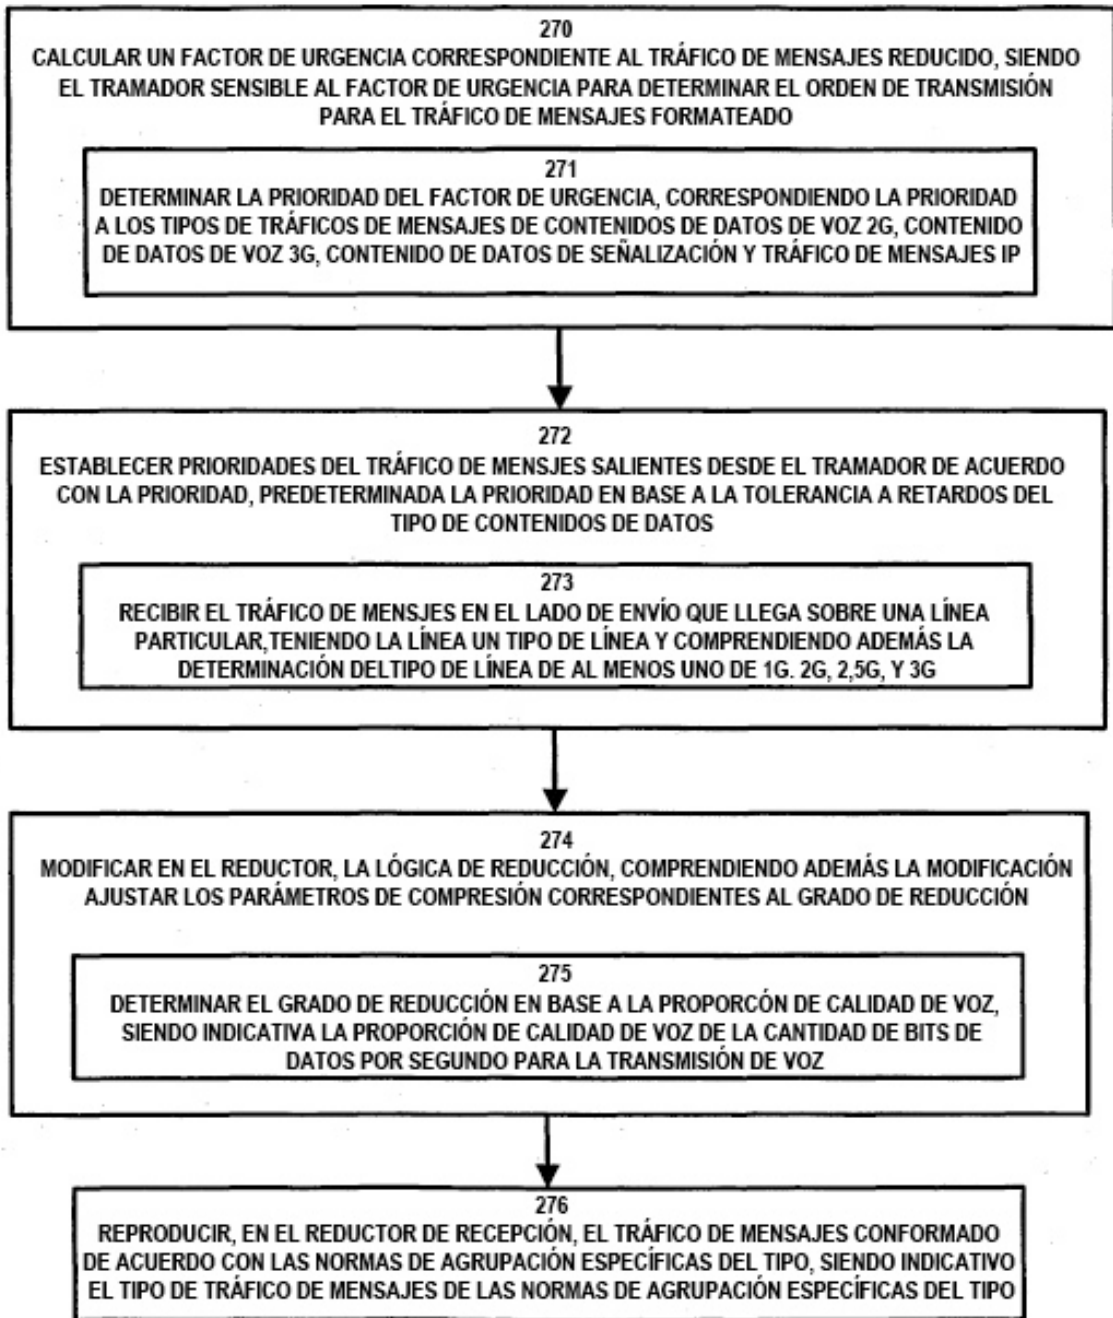 270
CALCULAR UN FACTOR DE URGENCIA CORRESPONDIENTE AL TRÁFICO DE MENSAJES REDUCIDO, SIENDO
EL TRAMADOR SENSIBLE AL FACTOR DE URGENCIA PARA DETERMINAR EL ORDEN DE TRANSMISIÓN
PARA EL TRÁFICO DE MENSAJES FORMATEADO
271
DETERMINAR LA PRIORIDAD DEL FACTOR DE URGENCIA, CORRESPONDIENDO LA PRIORIDAD
A LOS TIPOS DE TRÁFICOS DE MENSAJES DE CONTENIDOS DE DATOS DE VOZ 2G, CONTENIDO
DE DATOS DE VOZ 3G, CONTENIDO DE DATOS DE SEÑALIZACIÓN Y TRÁFICO DE MENSAJES IP
272
ESTABLECER PRIORIDADES DEL TRÁFICO DE MENSJES SALIENTES DESDE EL TRAMADOR DE ACUERDO
CON LA PRIORIDAD, PREDETERMINADA LA PRIORIDAD EN BASE A LA TOLERANCIA A RETARDOS DEL
TIPO DE CONTENIDOS DE DATOS
273
RECIBIR EL TRÁFICO DE MENSJES EN EL LADO DE ENVÍO QUE LLEGA SOBRE UNA LÍNEA
PARTICULAR,TENIENDO LA LÍNEA UN TIPO DE LÍNEA Y COMPRENDIENDO ADEMÁS LA
DETERMINACIÓN DELTIPO DE LÍNEA DE AL MENOS UNO DE 1G. 2G, 2,5G, Y 3G
274
MODIFICAR EN EL REDUCTOR, LA LÓGICA DE REDUCCIÓN, COMPRENDIENDO ADEMÁS LA MODIFICACIÓN
AJUSTAR LOS PARÁMETROS DE COMPRESIÓN CORRESPONDIENTES AL GRADO DE REDUCCIÓN
275
DETERMINAR EL GRADO DE REDUCCIÓN EN BASE A LA PROPORCÓN DE CALIDAD DE VOZ,
SIENDO INDICATIVA LA PROPORCIÓN DE CALIDAD DE VOZ DE LA CANTIDAD DE BITS DE
DATOS POR SEGUNDO PARA LA TRANSMISIÓN DE VOZ
276
REPRODUCIR, EN EL REDUCTOR DE RECEPCIÓN, EL TRÁFICO DE MENSAJES CONFORMADO
DE ACUERDO CON LAS NORMAS DE AGRUPACIÓN ESPECÍFICAS DEL TIPO, SIENDO INDICATIVO
EL TIPO DE TRÁFICO DE MENSAJES DE LAS NORMAS DE AGRUPACIÓN ESPECÍFICAS DEL TIPO